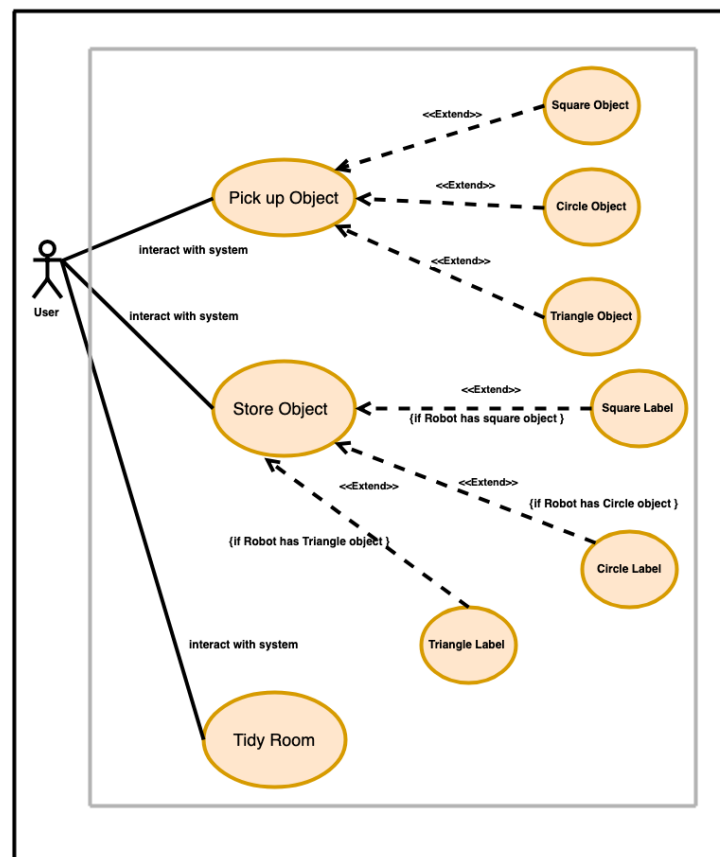 <<Extend>>
Square Object
<<Extend>>
Circle Object
Pick up Object
interact with system
<<Extend>>
User
interact with system
Triangle Object
<<Extend>>
Square Label
Store Object
{if Robot has square object }
<<Extend>>
<<Extend>>
{if Robot has Circle object }
{if Robot has Triangle object }
Circle Label
Triangle Label
interact with system
Tidy Room